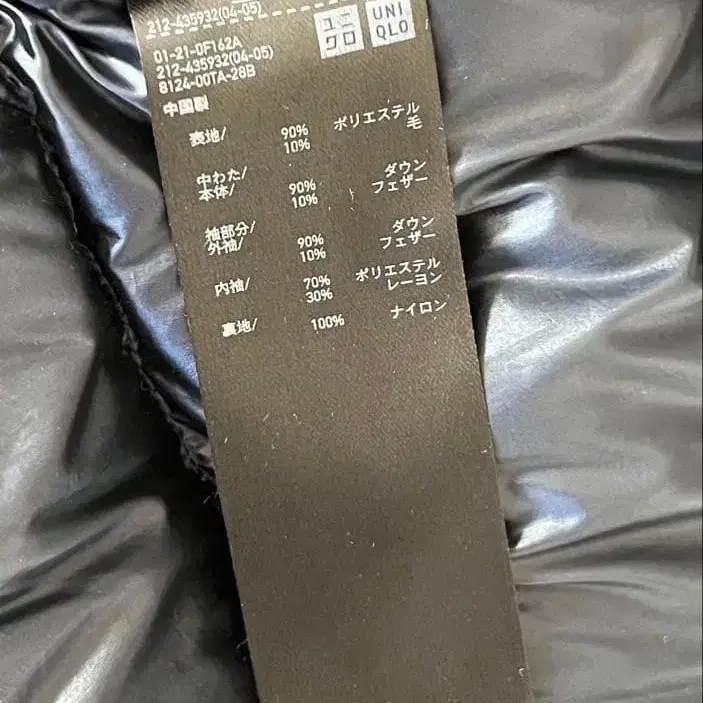 212-435932(04-05)
ユニ
クロ
UNI
QLO
01-21-0F162A
212-435932(04-05)
8124-00TA-28B
中国製
表地/ 90% ポリエステル
10% 毛
中わた/
本体/ 90% ダウン
10% フェザー
袖部分/
外袖/ 90% ダウン
10% フェザー
内袖/ 70% ポリエステル
30% レーヨン
裏地/ 100% ナイロン